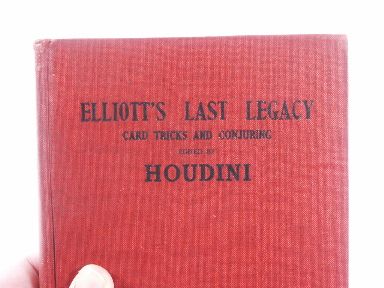 ELLIOTT'S LAST LEGACY
CARD TRICKS AND CONJURING
EDITED BY
HOUDINI